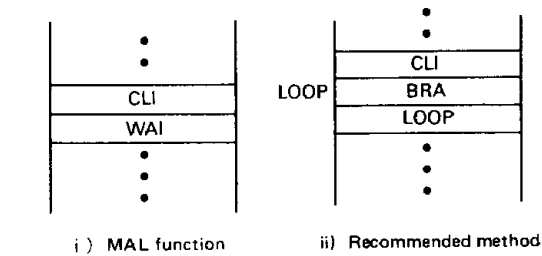 CLI
WAI
i) MAL function
CLI
LOOP BRA
LOOP
ii) Recommended method